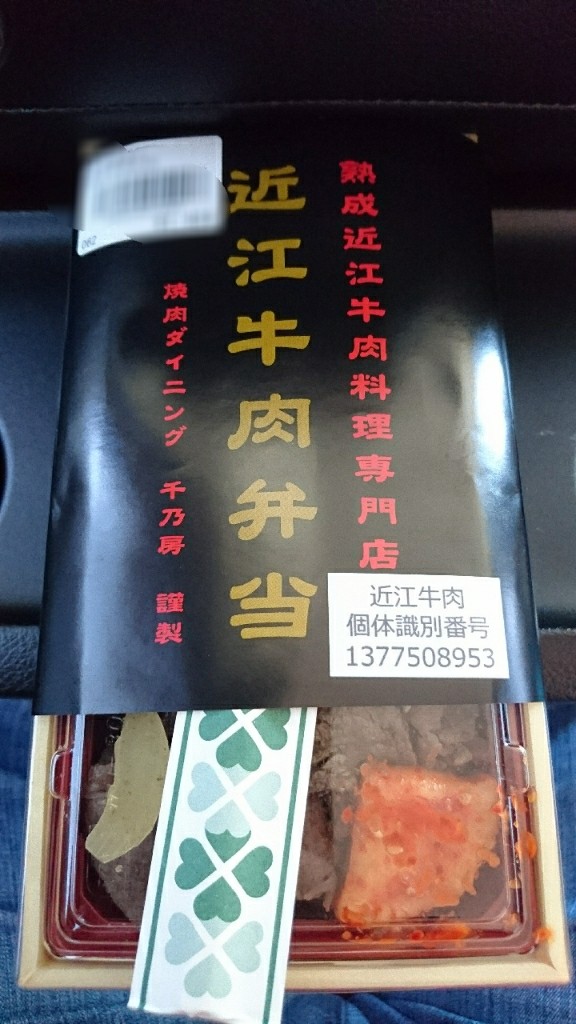 熟成近江牛肉料理専門店
近江牛肉弁当
焼肉ダイニング 千乃房 謹製
062
近江牛肉
個体識別番号
1377508953